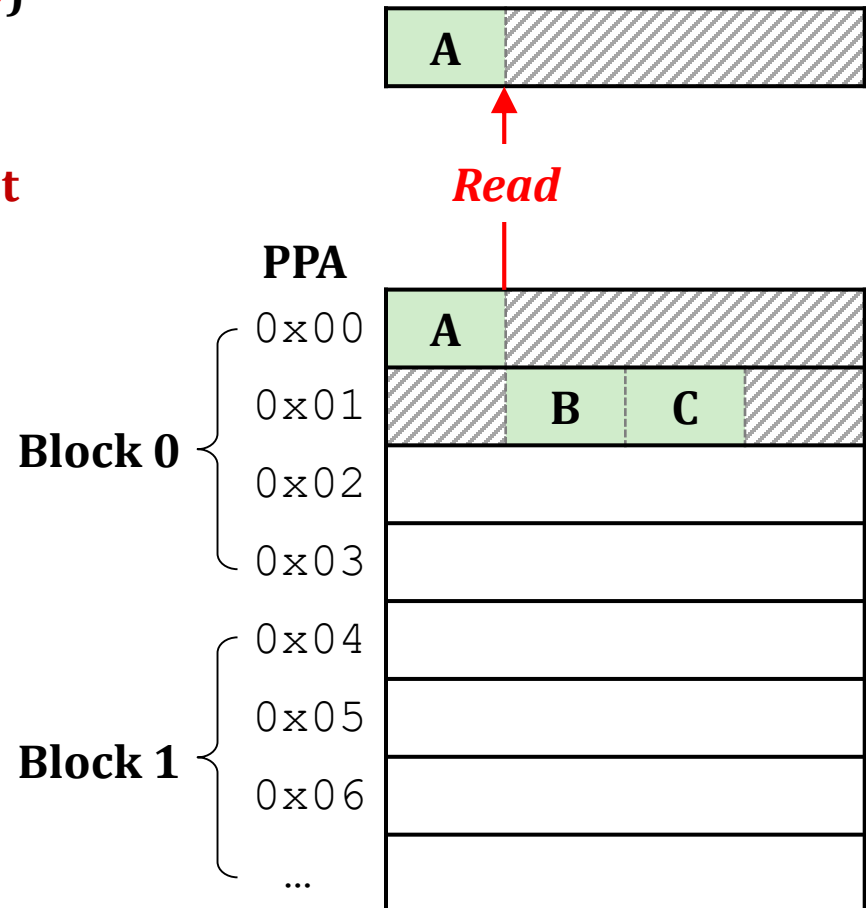 )
A
t
Read
PPA
0x00
A
0x01
B C
Block 0
0x02
0x03
0x04
0x05
Block 1
0x06
...